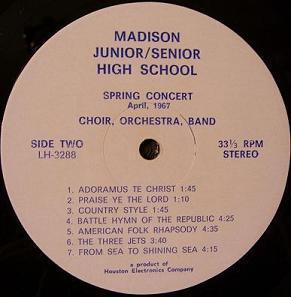 MADISON
JUNIOR/SENIOR
HIGH SCHOOL
SPRING CONCERT
April, 1967
CHOIR, ORCHESTRA, BAND
SIDE TWO 33⅓ RPM
LH-3288 STEREO
1. ADORAMUS TE CHRIST 1:45
2. PRAISE YE THE LORD 1:10
3. COUNTRY STYLE 1:45
4. BATTLE HYMN OF THE REPUBLIC 4:25
5. AMERICAN FOLK RHAPSODY 4:35
6. THE THREE JETS 3:40
7. FROM SEA TO SHINING SEA 4:15
a product of
Houston Electronics Company